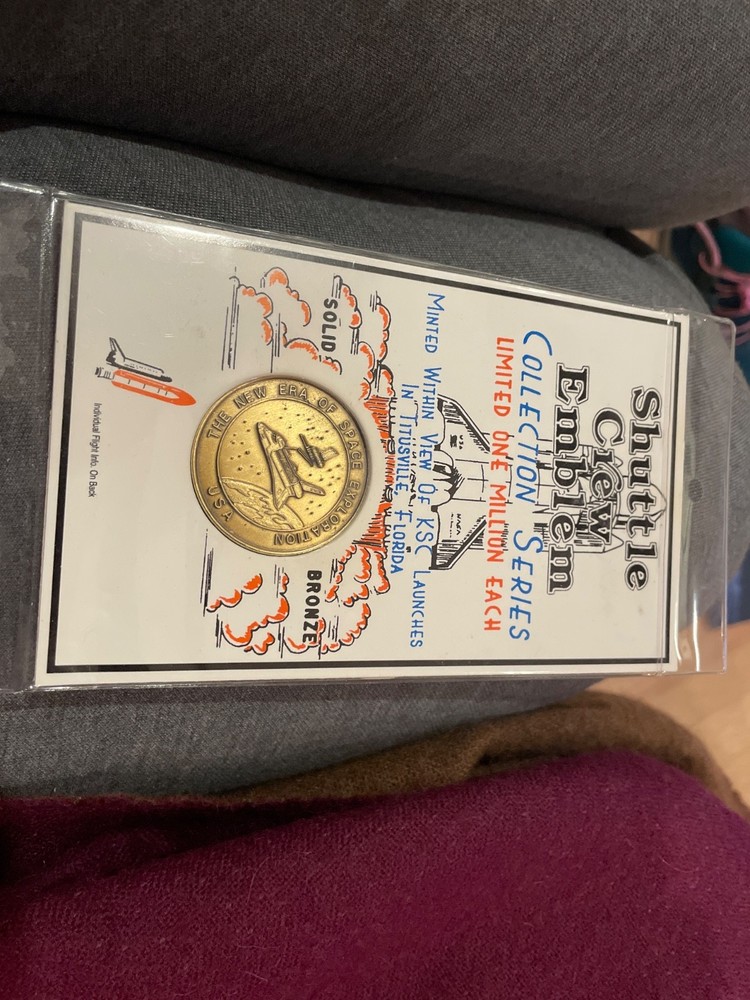 Shuttle
Crew
Emblem
COLLECTION SERIES
LIMITED ONE MILLION EACH
MINTED WITHIN VIEW OF KSC LAUNCHES
IN TITUSVILLE, FLORIDA
SOLID
BRONZE
THE NEW ERA OF SPACE EXPLORATION
USA
Individual Flight Info. On Back